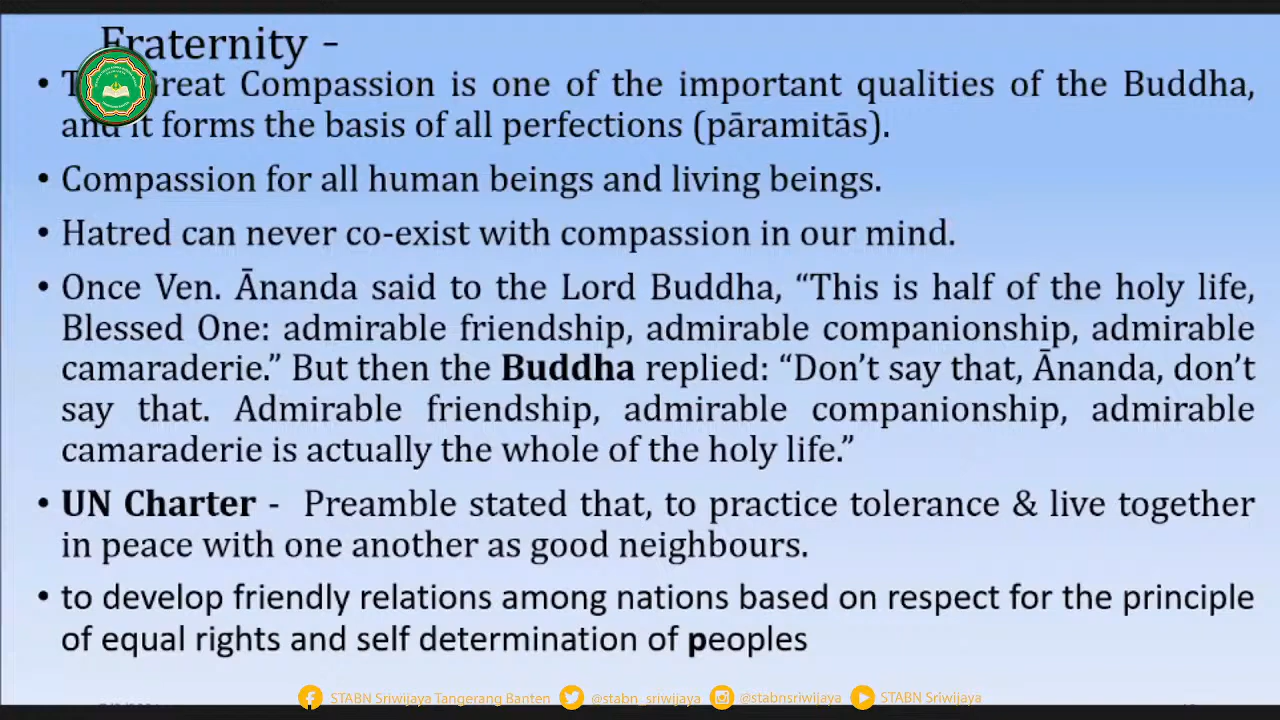 Fraternity -
• Great Compassion is one of the important qualities of the Buddha,
and it forms the basis of all perfections (pāramitās).
• Compassion for all human beings and living beings.
• Hatred can never co-exist with compassion in our mind.
• Once Ven. Ānanda said to the Lord Buddha, “This is half of the holy life,
Blessed One: admirable friendship, admirable companionship, admirable
camaraderie.” But then the Buddha replied: “Don’t say that, Ānanda, don’t
say that. Admirable friendship, admirable companionship, admirable
camaraderie is actually the whole of the holy life.”
• UN Charter - Preamble stated that, to practice tolerance & live together
in peace with one another as good neighbours.
• to develop friendly relations among nations based on respect for the principle
of equal rights and self determination of peoples
STABN Sriwijaya Tangerang Banten @stabn_sriwijaya @stabnsriwijaya STABN Sriwijaya